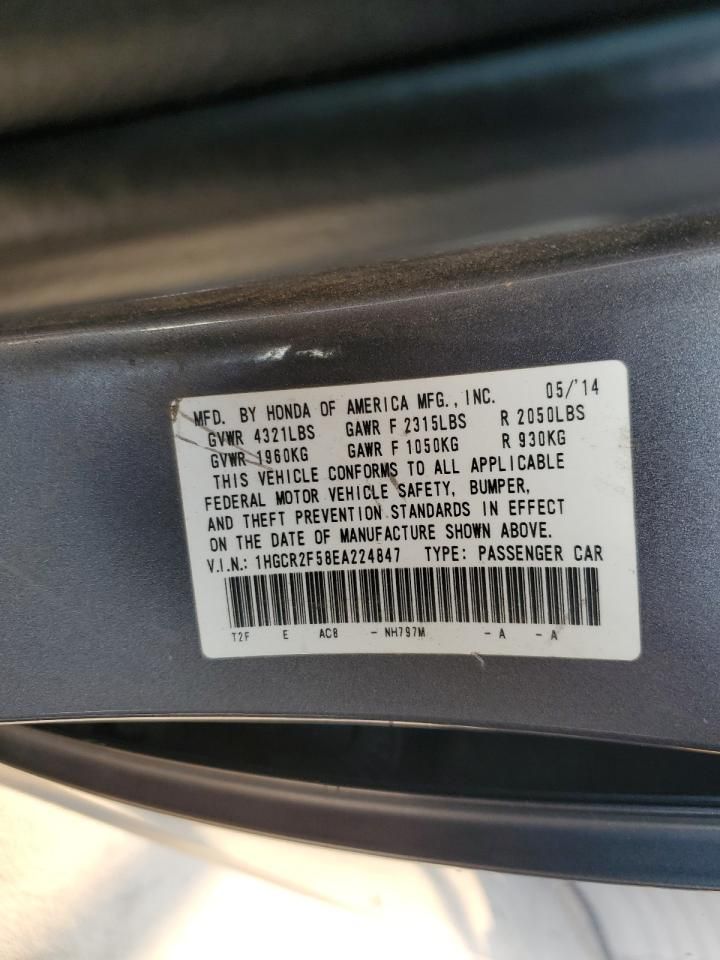 MFD. BY HONDA OF AMERICA MFG., INC. 05/'14
GVWR 4321LBS GAWR F 2315LBS R 2050LBS
GVWR 1960KG GAWR F 1050KG R 930KG
THIS VEHICLE CONFORMS TO ALL APPLICABLE
FEDERAL MOTOR VEHICLE SAFETY, BUMPER,
AND THEFT PREVENTION STANDARDS IN EFFECT
ON THE DATE OF MANUFACTURE SHOWN ABOVE.
V.I.N.: 1HGCR2F58EA224847 TYPE: PASSENGER CAR
T2F E AC8 - NH797M - A - A